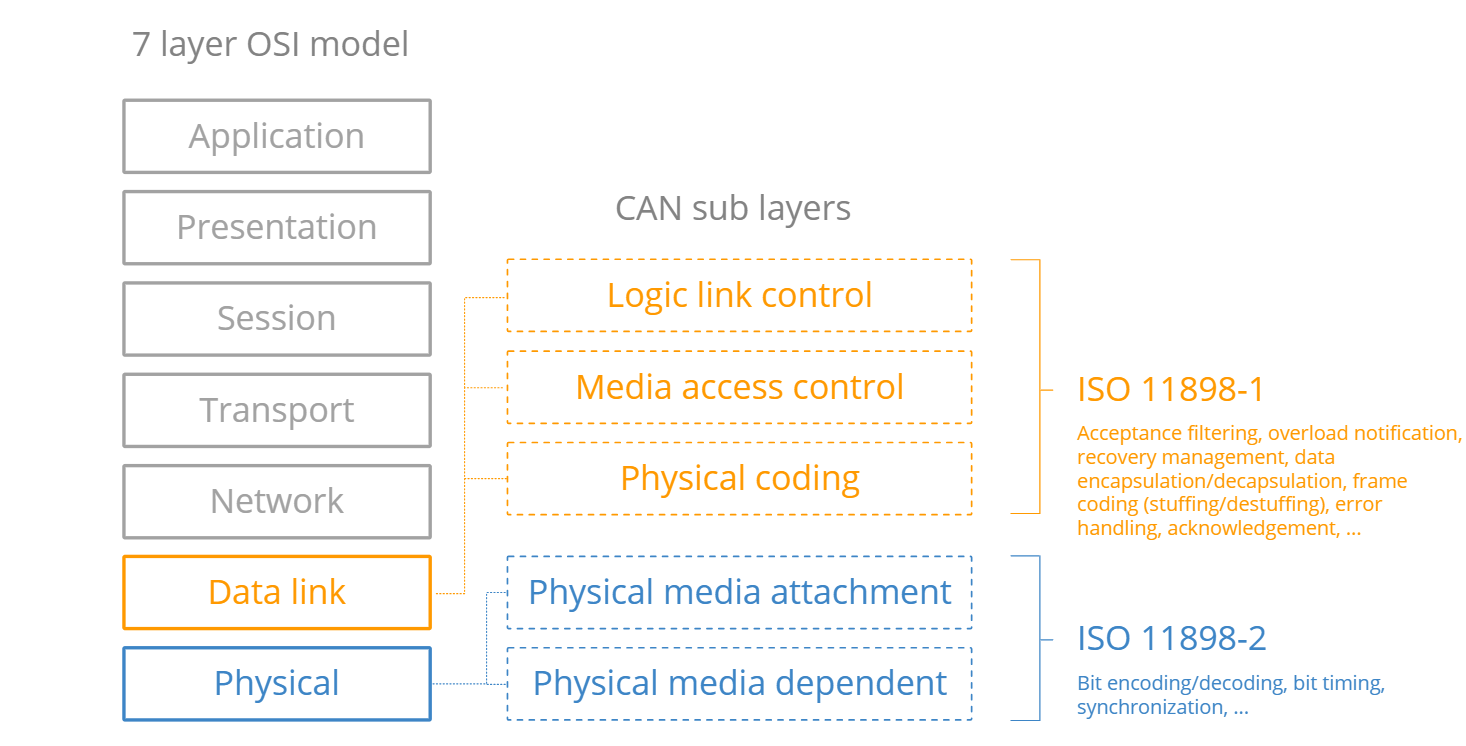 7 layer OSI model
Application
Presentation
Session
Transport
Network
Data link
Physical
CAN sub layers
Logic link control
Media access control
Physical coding
Physical media attachment
Physical media dependent
ISO 11898-1
Acceptance filtering, overload notification,
recovery management, data
encapsulation/decapsulation, frame
coding (stuffing/destuffing), error
handling, acknowledgement, ...
ISO 11898-2
Bit encoding/decoding, bit timing,
synchronization, ...